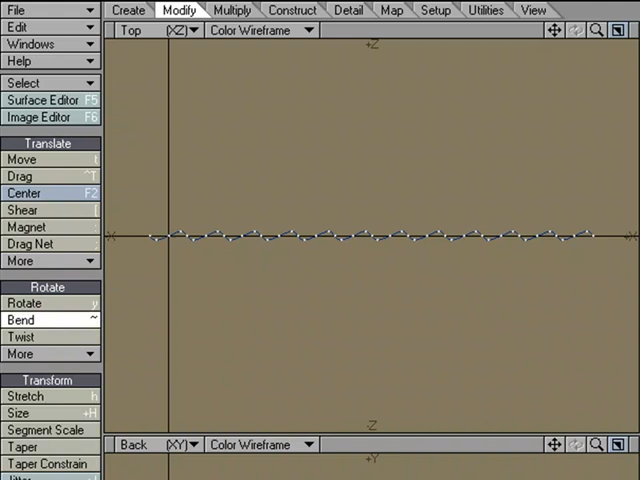 File
Edit
Windows
Help
Select
Surface Editor F5
Image Editor F6
Translate
Move t
Drag ^T
Center F2
Shear [
Magnet :
Drag Net ;
More
Rotate
Rotate y
Bend ~
Twist
More
Transform
Stretch h
Size +H
Segment Scale
Taper
Taper Constrain
Create Modify Multiply Construct Detail Map Setup Utilities View
Top (XZ) Color Wireframe
+Z
-X +X
-Z
Back (XY) Color Wireframe
+Y